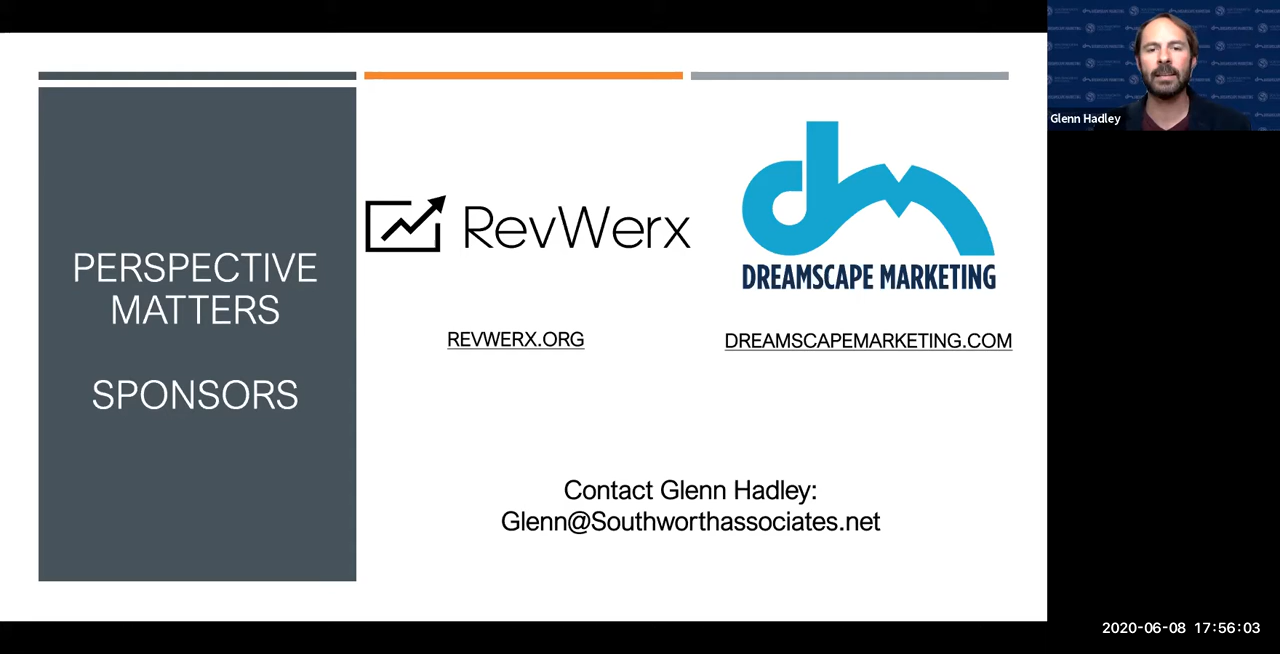 PERSPECTIVE
MATTERS
SPONSORS
RevWerx
REVWERX.ORG
dm
DREAMSCAPE MARKETING
DREAMSCAPEMARKETING.COM
Contact Glenn Hadley:
Glenn@Southworthassociates.net
Glenn Hadley
2020-06-08 17:56:03